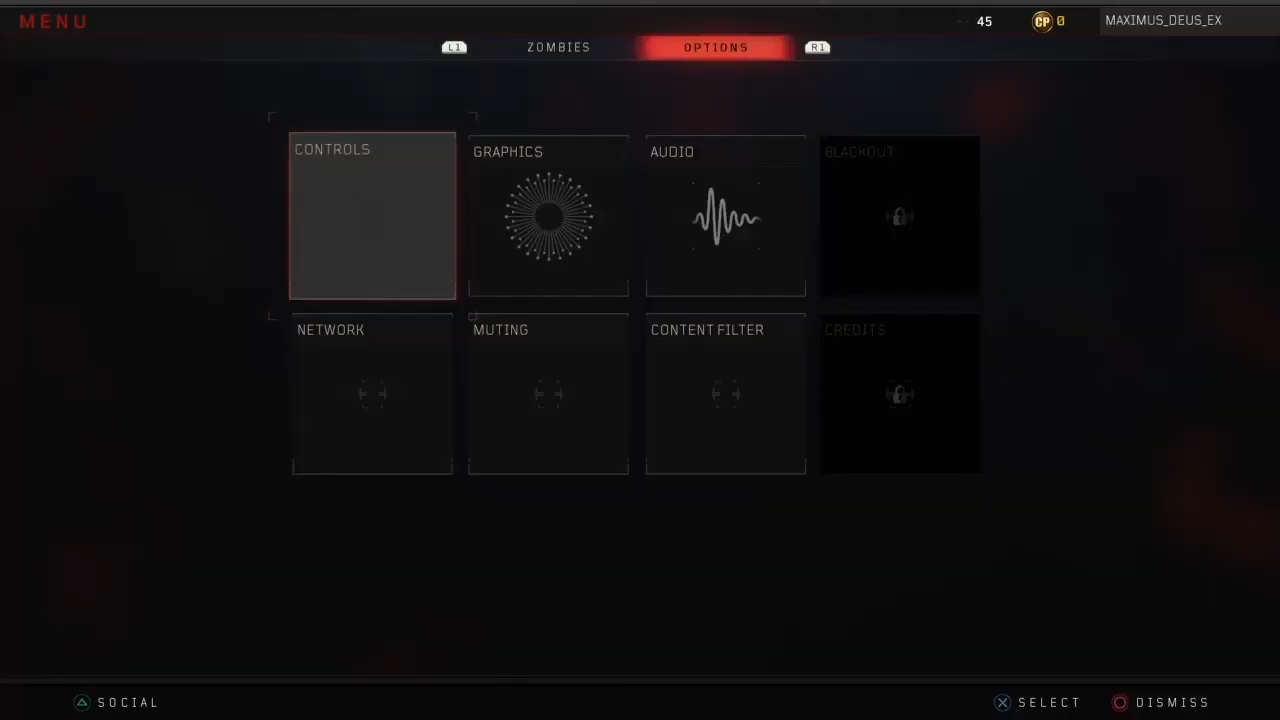 MENU
45
CP 0
MAXIMUS_DEUS_EX
L1
ZOMBIES
OPTIONS
R1
CONTROLS
GRAPHICS
AUDIO
BLACKOUT
NETWORK
MUTING
CONTENT FILTER
CREDITS
SOCIAL
SELECT
DISMISS